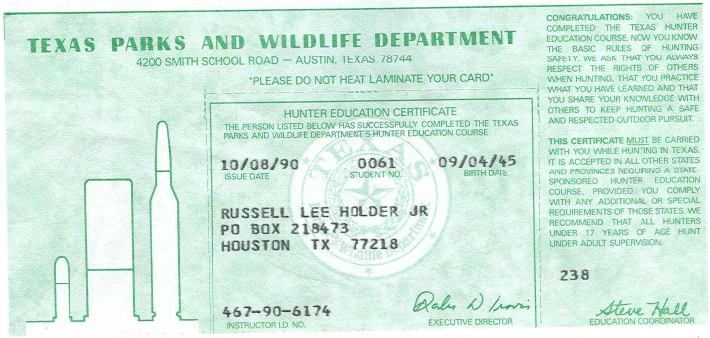 TEXAS PARKS AND WILDLIFE DEPARTMENT
4200 SMITH SCHOOL ROAD — AUSTIN, TEXAS 78744
"PLEASE DO NOT HEAT LAMINATE YOUR CARD"
HUNTER EDUCATION CERTIFICATE
THE PERSON LISTED BELOW HAS SUCCESSFULLY COMPLETED THE TEXAS
PARKS AND WILDLIFE DEPARTMENT'S HUNTER EDUCATION COURSE.
10/08/90 0061 09/04/45
ISSUE DATE STUDENT NO. BIRTH DATE
RUSSELL LEE HOLDER JR
PO BOX 218473
HOUSTON TX 77218
467-90-6174
INSTRUCTOR I.D. NO. EXECUTIVE DIRECTOR
TEXAS
Wildlife Department
CONGRATULATIONS: YOU HAVE
COMPLETED THE TEXAS HUNTER
EDUCATION COURSE. NOW YOU KNOW
THE BASIC RULES OF HUNTING
SAFETY. WE ASK THAT YOU ALWAYS
RESPECT THE RIGHTS OF OTHERS
WHEN HUNTING, THAT YOU PRACTICE
WHAT YOU HAVE LEARNED AND THAT
YOU SHARE YOUR KNOWLEDGE WITH
OTHERS TO KEEP HUNTING A SAFE
AND RESPECTED OUTDOOR PURSUIT.
THIS CERTIFICATE MUST BE CARRIED
WITH YOU WHILE HUNTING IN TEXAS.
IT IS ACCEPTED IN ALL OTHER STATES
AND PROVINCES REQUIRING A STATE-
SPONSORED HUNTER EDUCATION
COURSE, PROVIDED YOU COMPLY
WITH ANY ADDITIONAL OR SPECIAL
REQUIREMENTS OF THOSE STATES. WE
RECOMMEND THAT ALL HUNTERS
UNDER 17 YEARS OF AGE HUNT
UNDER ADULT SUPERVISION.
238
Steve Hall
EDUCATION COORDINATOR